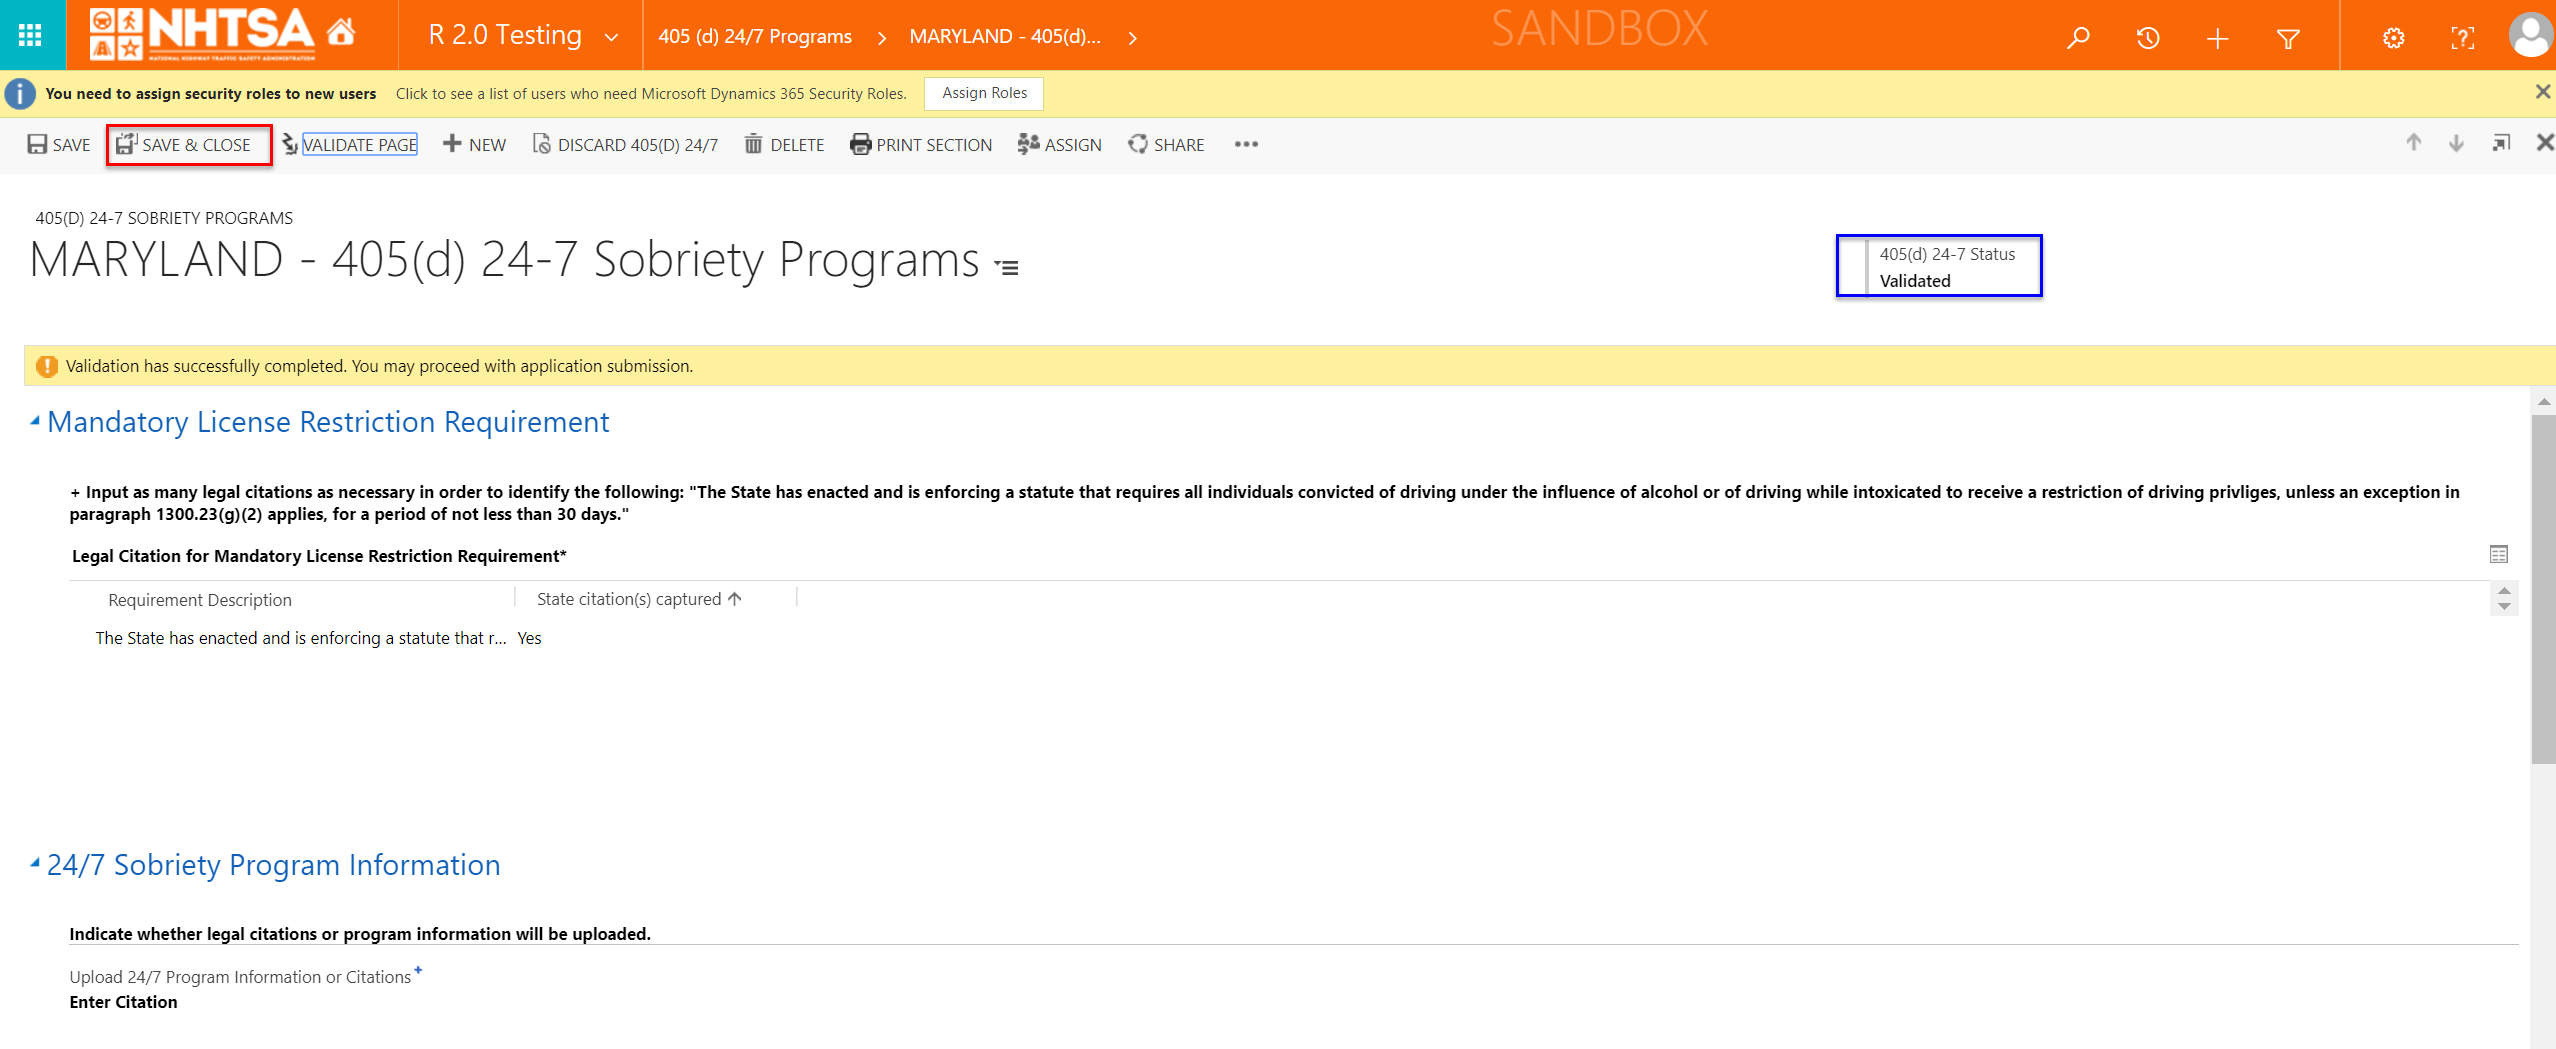 NHTSA
NATIONAL HIGHWAY TRAFFIC SAFETY ADMINISTRATION
R 2.0 Testing
405 (d) 24/7 Programs
MARYLAND - 405(d)...
SANDBOX
You need to assign security roles to new users Click to see a list of users who need Microsoft Dynamics 365 Security Roles. Assign Roles
SAVE SAVE & CLOSE VALIDATE PAGE NEW DISCARD 405(D) 24/7 DELETE PRINT SECTION ASSIGN SHARE
405(D) 24-7 SOBRIETY PROGRAMS
MARYLAND - 405(d) 24-7 Sobriety Programs
405(d) 24-7 Status
Validated
Validation has successfully completed. You may proceed with application submission.
Mandatory License Restriction Requirement
+ Input as many legal citations as necessary in order to identify the following: "The State has enacted and is enforcing a statute that requires all individuals convicted of driving under the influence of alcohol or of driving while intoxicated to receive a restriction of driving privliges, unless an exception in
paragraph 1300.23(g)(2) applies, for a period of not less than 30 days."
Legal Citation for Mandatory License Restriction Requirement*
Requirement Description State citation(s) captured
The State has enacted and is enforcing a statute that r... Yes
24/7 Sobriety Program Information
Indicate whether legal citations or program information will be uploaded.
Upload 24/7 Program Information or Citations+
Enter Citation